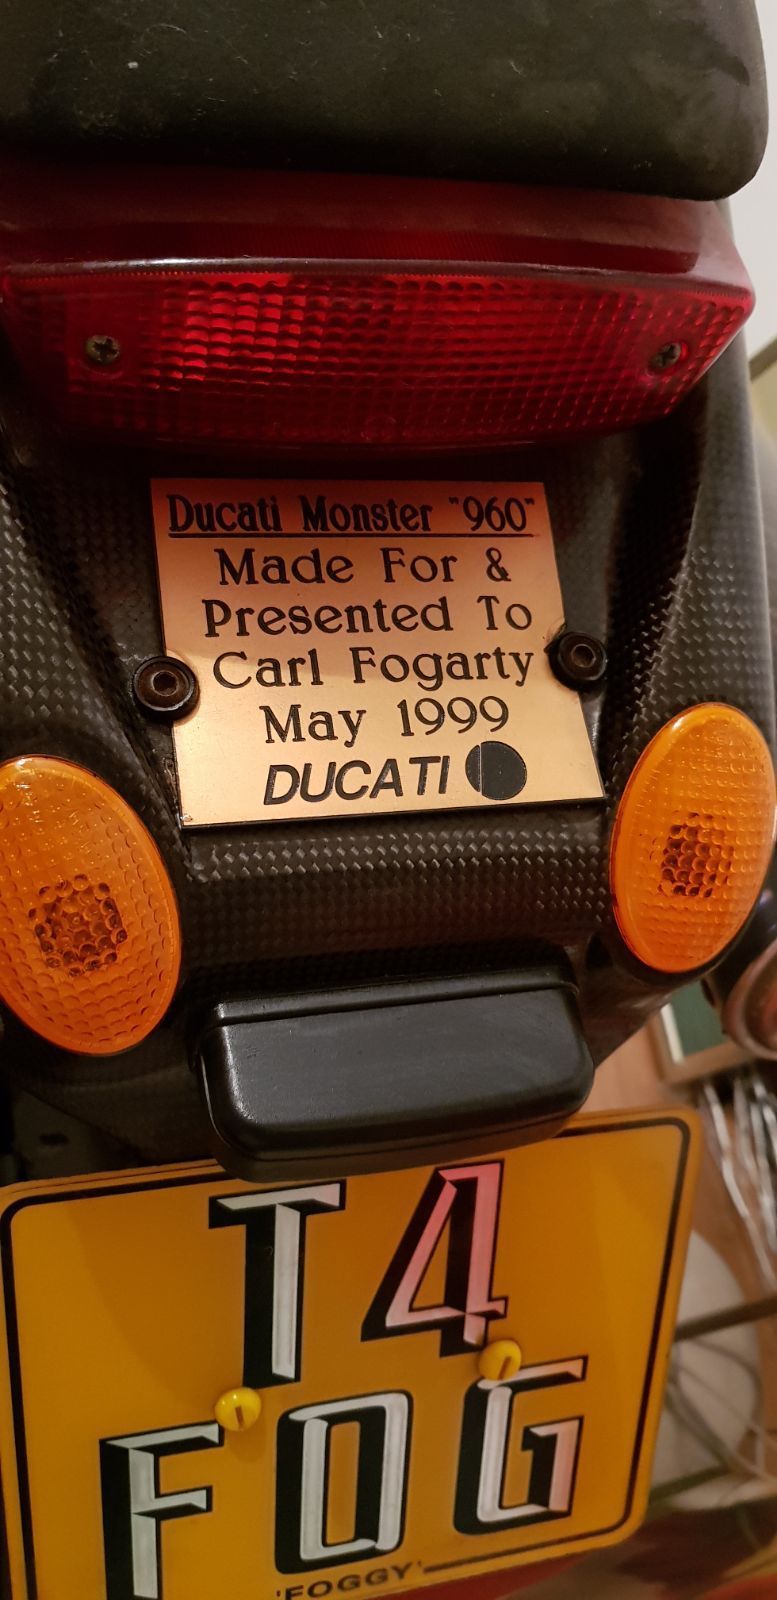 Ducati Monster "960"
Made For &
Presented To
Carl Fogarty
May 1999
DUCATI
T4
FOG
'FOGGY'